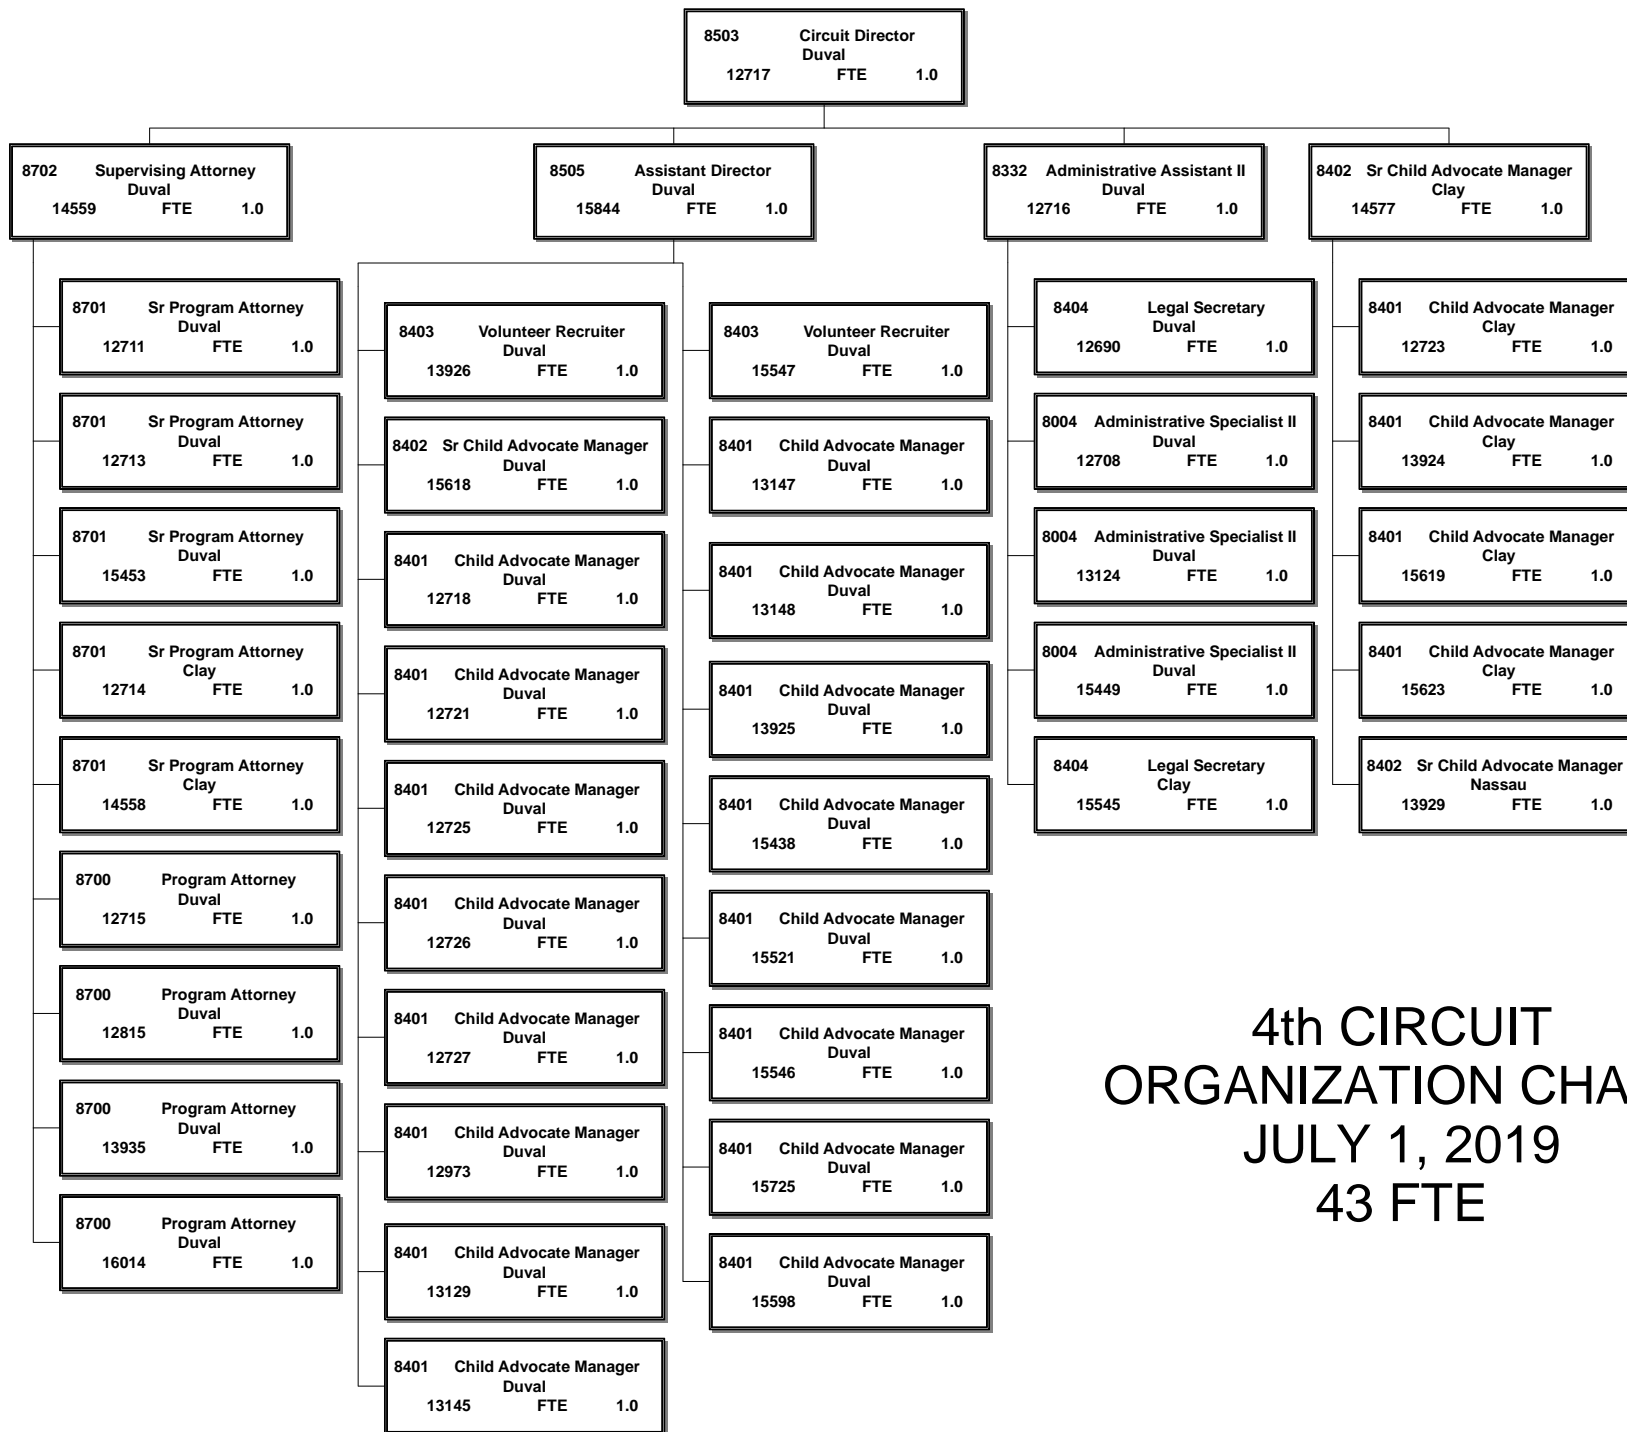 8503 Circuit Director
Duval
12717 FTE 1.0
8702 Supervising Attorney
Duval
14559 FTE 1.0
8505 Assistant Director
Duval
15844 FTE 1.0
8332 Administrative Assistant II
Duval
12716 FTE 1.0
8402 Sr Child Advocate Manager
Clay
14577 FTE 1.0
8701 Sr Program Attorney
Duval
12711 FTE 1.0
8701 Sr Program Attorney
Duval
12713 FTE 1.0
8701 Sr Program Attorney
Duval
15453 FTE 1.0
8701 Sr Program Attorney
Clay
12714 FTE 1.0
8701 Sr Program Attorney
Clay
14558 FTE 1.0
8700 Program Attorney
Duval
12715 FTE 1.0
8700 Program Attorney
Duval
12815 FTE 1.0
8700 Program Attorney
Duval
13935 FTE 1.0
8700 Program Attorney
Duval
16014 FTE 1.0
8403 Volunteer Recruiter
Duval
13926 FTE 1.0
8402 Sr Child Advocate Manager
Duval
15618 FTE 1.0
8401 Child Advocate Manager
Duval
12718 FTE 1.0
8401 Child Advocate Manager
Duval
12721 FTE 1.0
8401 Child Advocate Manager
Duval
12725 FTE 1.0
8401 Child Advocate Manager
Duval
12726 FTE 1.0
8401 Child Advocate Manager
Duval
12727 FTE 1.0
8401 Child Advocate Manager
Duval
12973 FTE 1.0
8401 Child Advocate Manager
Duval
13129 FTE 1.0
8401 Child Advocate Manager
Duval
13145 FTE 1.0
8403 Volunteer Recruiter
Duval
15547 FTE 1.0
8401 Child Advocate Manager
Duval
13147 FTE 1.0
8401 Child Advocate Manager
Duval
13148 FTE 1.0
8401 Child Advocate Manager
Duval
13925 FTE 1.0
8401 Child Advocate Manager
Duval
15438 FTE 1.0
8401 Child Advocate Manager
Duval
15521 FTE 1.0
8401 Child Advocate Manager
Duval
15546 FTE 1.0
8401 Child Advocate Manager
Duval
15725 FTE 1.0
8401 Child Advocate Manager
Duval
15598 FTE 1.0
8404 Legal Secretary
Duval
12690 FTE 1.0
8004 Administrative Specialist II
Duval
12708 FTE 1.0
8004 Administrative Specialist II
Duval
13124 FTE 1.0
8004 Administrative Specialist II
Duval
15449 FTE 1.0
8404 Legal Secretary
Clay
15545 FTE 1.0
8401 Child Advocate Manager
Clay
12723 FTE 1.0
8401 Child Advocate Manager
Clay
13924 FTE 1.0
8401 Child Advocate Manager
Clay
15619 FTE 1.0
8401 Child Advocate Manager
Clay
15623 FTE 1.0
8402 Sr Child Advocate Manager
Nassau
13929 FTE 1.0
4th CIRCUIT
ORGANIZATION
JULY 1, 2019
43 FTE